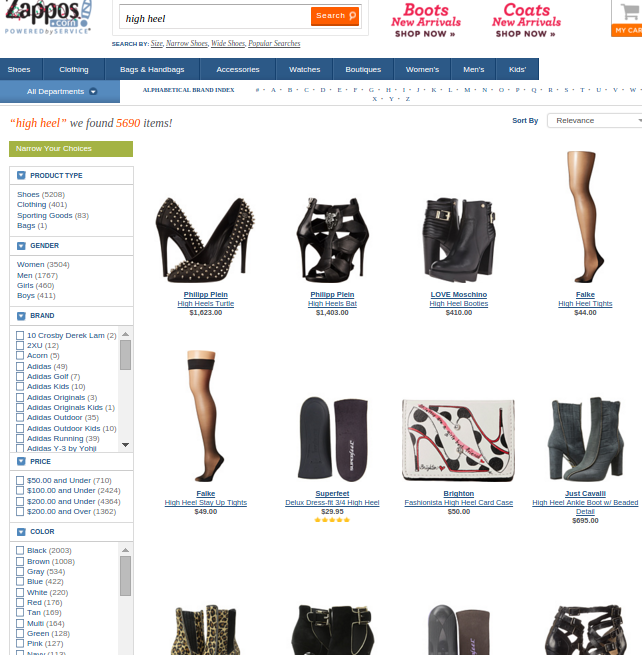 Zappos
.com
POWERED by SERVICE
high heel
Search
SEARCH BY: Size, Narrow Shoes, Wide Shoes, Popular Searches
Boots
New Arrivals
SHOP NOW »
Coats
New Arrivals
SHOP NOW »
MY CAR
Shoes Clothing Bags & Handbags Accessories Watches Boutiques Women's Men's Kids'
All Departments
ALPHABETICAL BRAND INDEX # • A • B • C • D • E • F • G • H • I • J • K • L • M • N • O • P • Q • R • S • T • U • V • W •
X • Y • Z
“high heel” we found 5690 items!
Sort By Relevance
Narrow Your Choices
PRODUCT TYPE
Shoes (5208)
Clothing (401)
Sporting Goods (83)
Bags (1)
GENDER
Women (3504)
Men (1767)
Girls (460)
Boys (411)
BRAND
10 Crosby Derek Lam (2)
2XU (12)
Acorn (5)
Adidas (49)
Adidas Golf (7)
Adidas Kids (10)
Adidas Originals (3)
Adidas Originals Kids (1)
Adidas Outdoor (35)
Adidas Outdoor Kids (10)
Adidas Running (39)
Adidas Y-3 by Yohji
PRICE
$50.00 and Under (710)
$100.00 and Under (2424)
$200.00 and Under (4364)
$200.00 and Over (1362)
COLOR
Black (2003)
Brown (1008)
Gray (534)
Blue (422)
White (220)
Red (176)
Tan (169)
Multi (164)
Green (128)
Pink (127)
Navy (113)
Philipp Plein
High Heels Turtle
$1,623.00
Philipp Plein
High Heels Bat
$1,403.00
LOVE Moschino
High Heel Booties
$410.00
Falke
High Heel Tights
$44.00
Falke
High Heel Stay Up Tights
$49.00
Superfeet
Delux Dress-fit 3/4 High Heel
$29.95
Brighton
Fashionista High Heel Card Case
$50.00
Just Cavalli
High Heel Ankle Boot w/ Beaded
Detail
$695.00